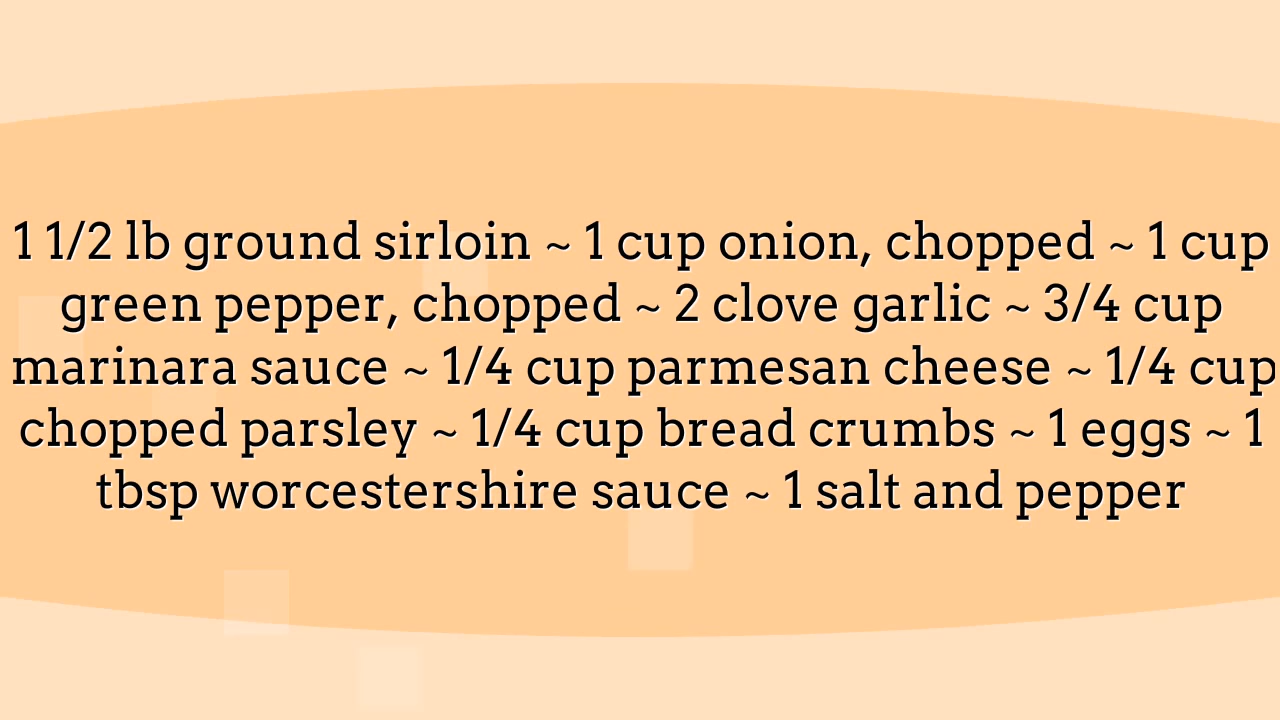 1 1/2 lb ground sirloin ~ 1 cup onion, chopped ~ 1 cup
green pepper, chopped ~ 2 clove garlic ~ 3/4 cup
marinara sauce ~ 1/4 cup parmesan cheese ~ 1/4 cup
chopped parsley ~ 1/4 cup bread crumbs ~ 1 eggs ~ 1
tbsp worcestershire sauce ~ 1 salt and pepper